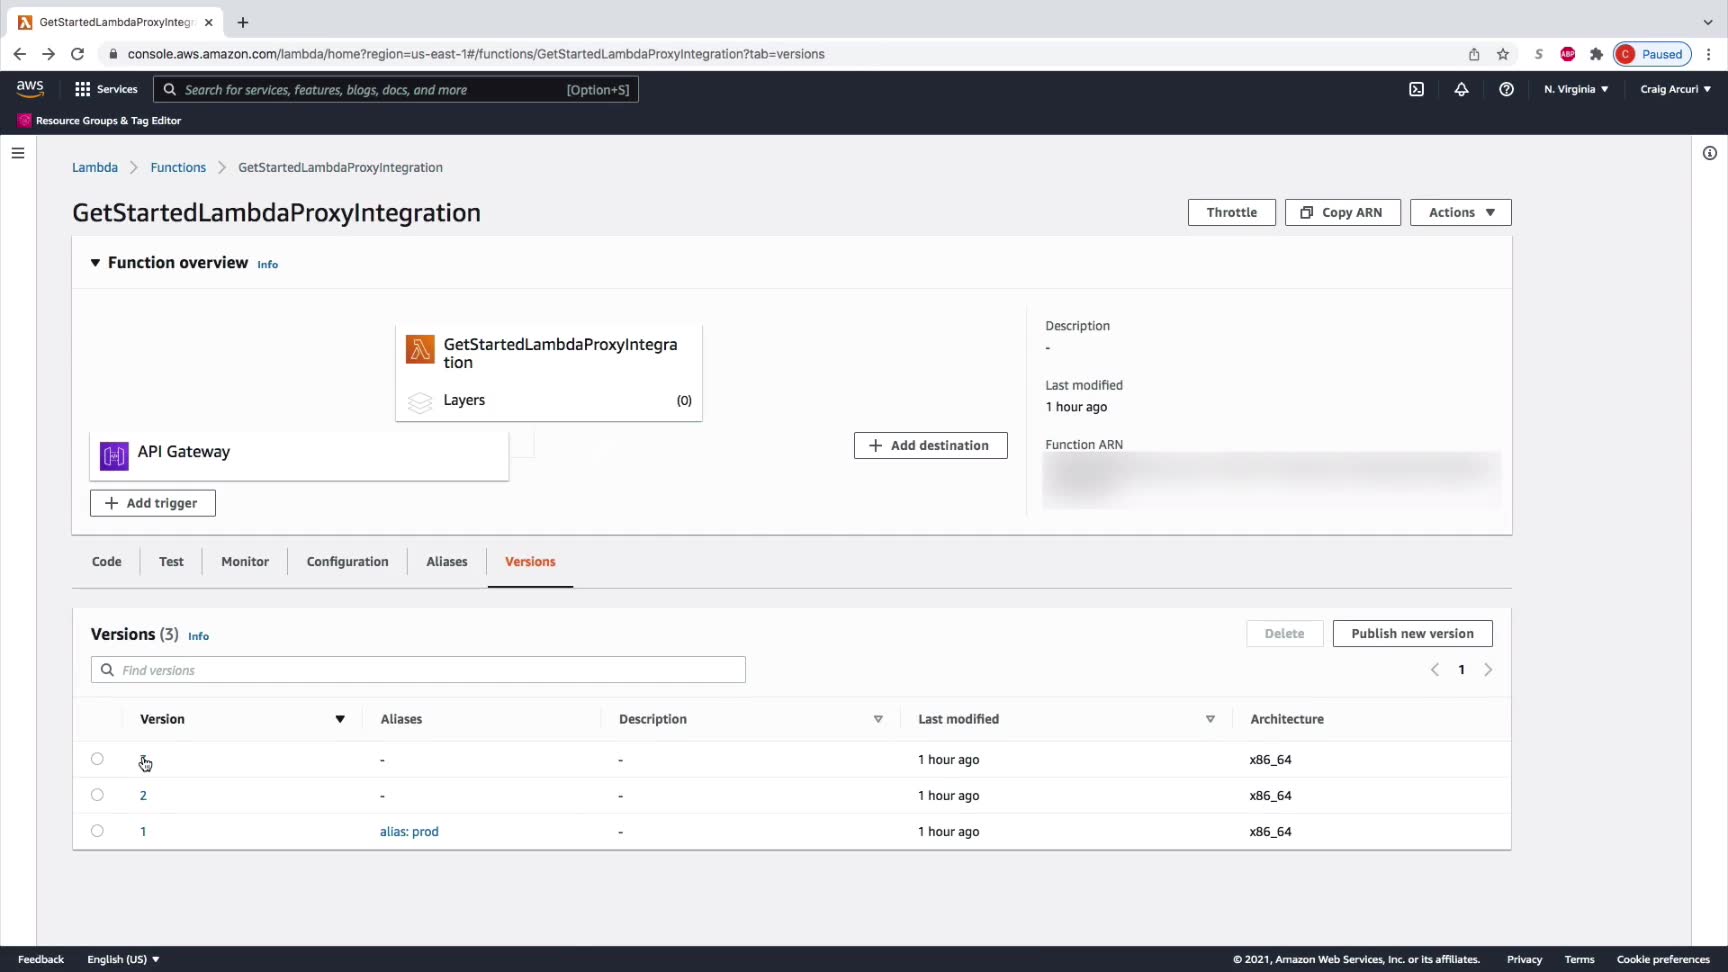 GetStartedLambdaProxyIntegr
console.aws.amazon.com/lambda/home?region=us-east-1#/functions/GetStartedLambdaProxyIntegration?tab=versions
S
ABP
C Paused
aws
Services
Search for services, features, blogs, docs, and more [Option+S]
N. Virginia
Craig Arcuri
Resource Groups & Tag Editor
Lambda
Functions
GetStartedLambdaProxyIntegration
GetStartedLambdaProxyIntegration
Throttle
Copy ARN
Actions
Function overview Info
GetStartedLambdaProxyIntegra
tion
Layers (0)
API Gateway
+ Add trigger
+ Add destination
Description
-
Last modified
1 hour ago
Function ARN
Code
Test
Monitor
Configuration
Aliases
Versions
Versions (3) Info
Delete
Publish new version
Find versions
1
Version Aliases Description Last modified Architecture
- - 1 hour ago x86_64
2 - - 1 hour ago x86_64
1 alias: prod - 1 hour ago x86_64
Feedback English (US)
© 2021, Amazon Web Services, Inc. or its affiliates. Privacy Terms Cookie preferences